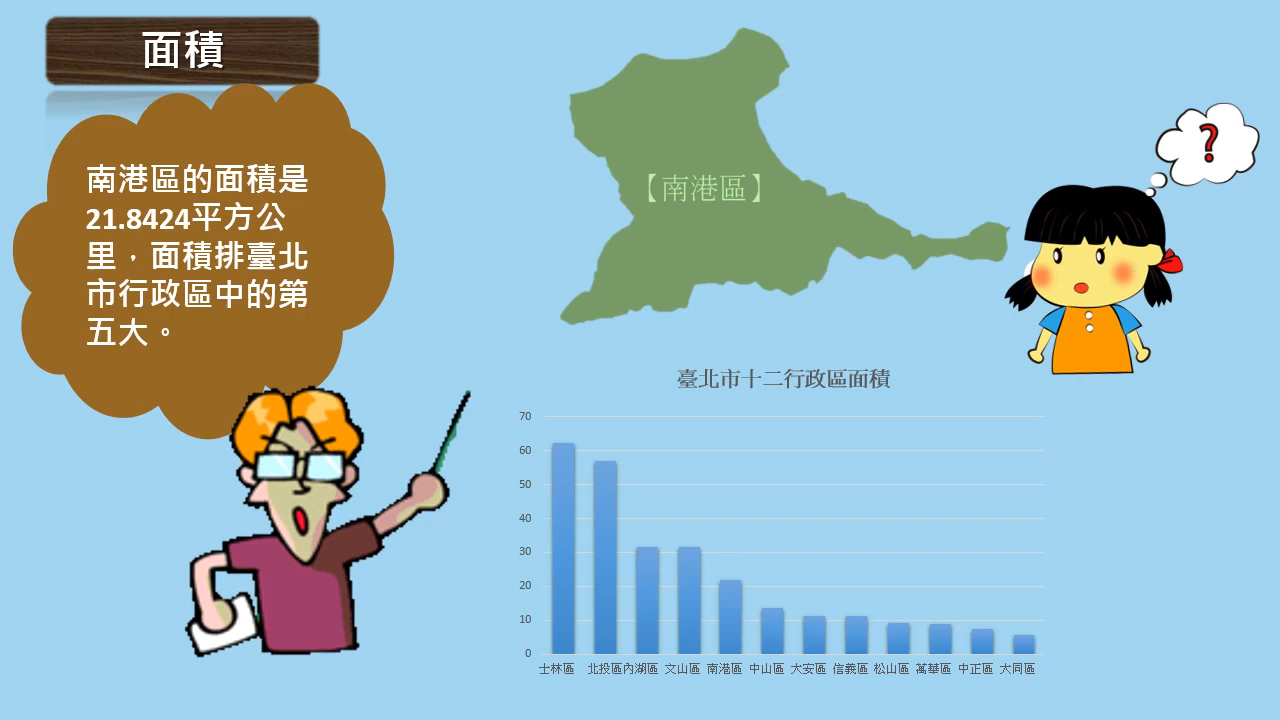 面積
南港區的面積是
21.8424平方公
里，面積排臺北
市行政區中的第
五大。
【南港區】
?
臺北市十二行政區面積
70
60
50
40
30
20
10
0
士林區 北投區 內湖區 文山區 南港區 中山區 大安區 信義區 松山區 萬華區 中正區 大同區